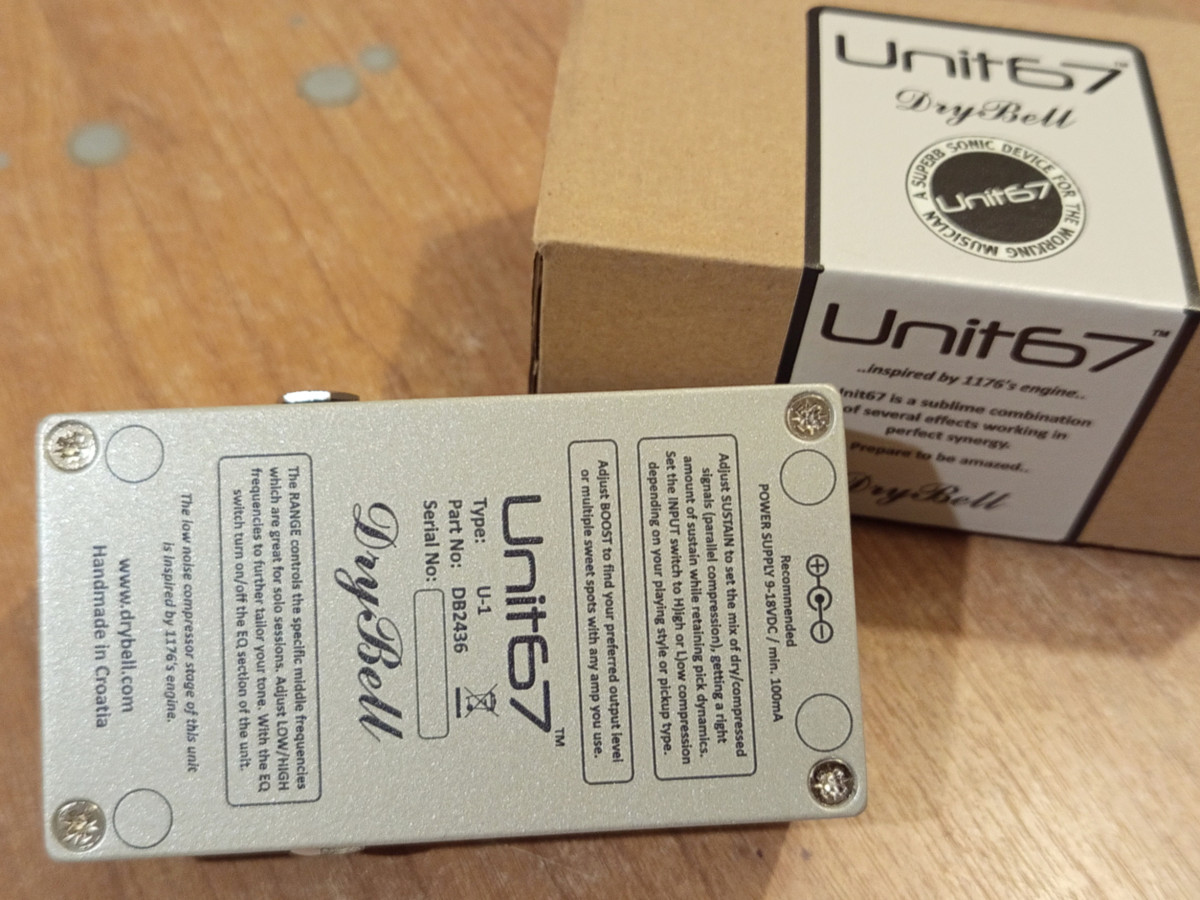 Unit67™
DryBell
A SUPERB SONIC DEVICE FOR THE WORKING MUSICIAN
Unit67
Unit67™
..inspired by 1176's engine..
Unit67 is a sublime combination
of several effects working in
perfect synergy.
Prepare to be amazed..
DryBell
Recommended
POWER SUPPLY 9-18VDC / min. 100mA
Adjust SUSTAIN to set the mix of dry/compressed
signals (parallel compression), getting a right
amount of sustain while retaining pick dynamics.
Set the INPUT switch to H)igh or L)ow compression
depending on your playing style or pickup type.
Adjust BOOST to find your preferred output level
or multiple sweet spots with any amp you use.
Unit67™
Type: U-1
Part No: DB2436
Serial No:
DryBell
The RANGE controls the specific middle frequencies
which are great for solo sessions. Adjust LOW/HIGH
frequencies to further tailor your tone. With the EQ
switch turn on/off the EQ section of the unit.
The low noise compressor stage of this unit
is inspired by 1176's engine.
www.drybell.com
Handmade in Croatia